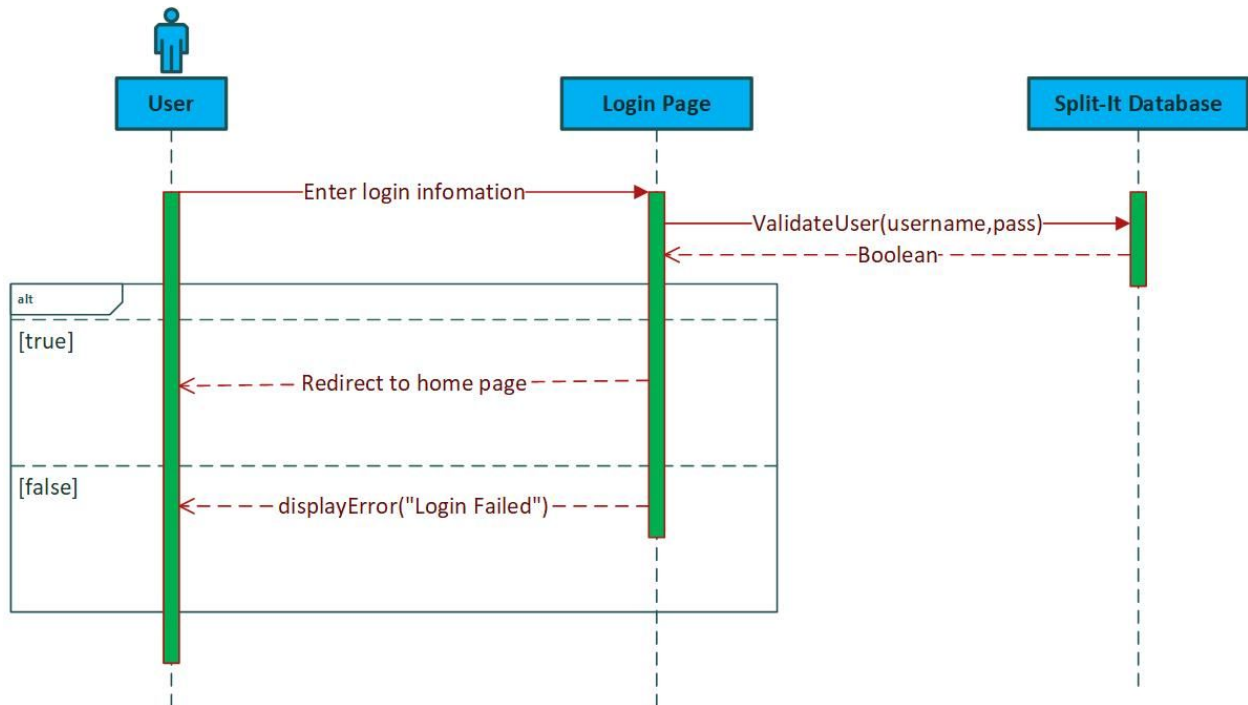 User
Login Page
Split-It Database
Enter login infomation
ValidateUser(username,pass)
Boolean
alt
[true]
Redirect to home page
[false]
displayError("Login Failed")